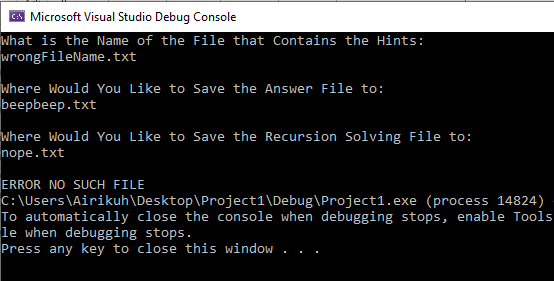 Microsoft Visual Studio Debug Console
What is the Name of the File that Contains the Hints:
wrongFileName.txt
Where Would You Like to Save the Answer File to:
beepbeep.txt
Where Would You Like to Save the Recursion Solving File to:
nope.txt
ERROR NO SUCH FILE
C:\Users\Airikuh\Desktop\Project1\Debug\Project1.exe (process 14824)
To automatically close the console when debugging stops, enable Tools
le when debugging stops.
Press any key to close this window . . .